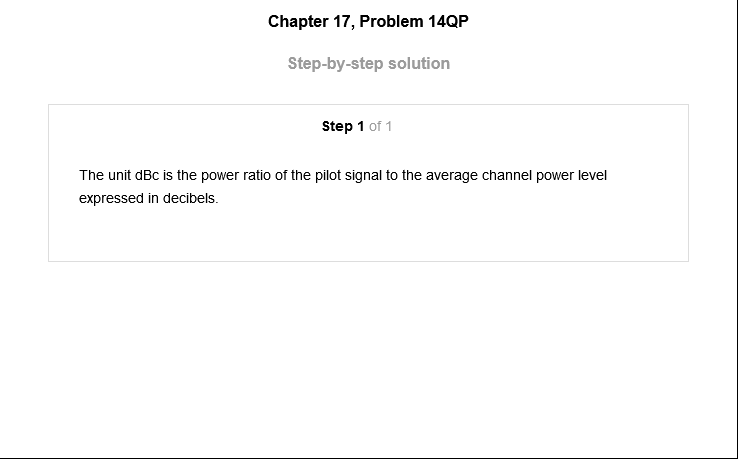 Chapter 17, Problem 14QP
Step-by-step solution
Step 1 of 1
The unit dBc is the power ratio of the pilot signal to the average channel power level
expressed in decibels.